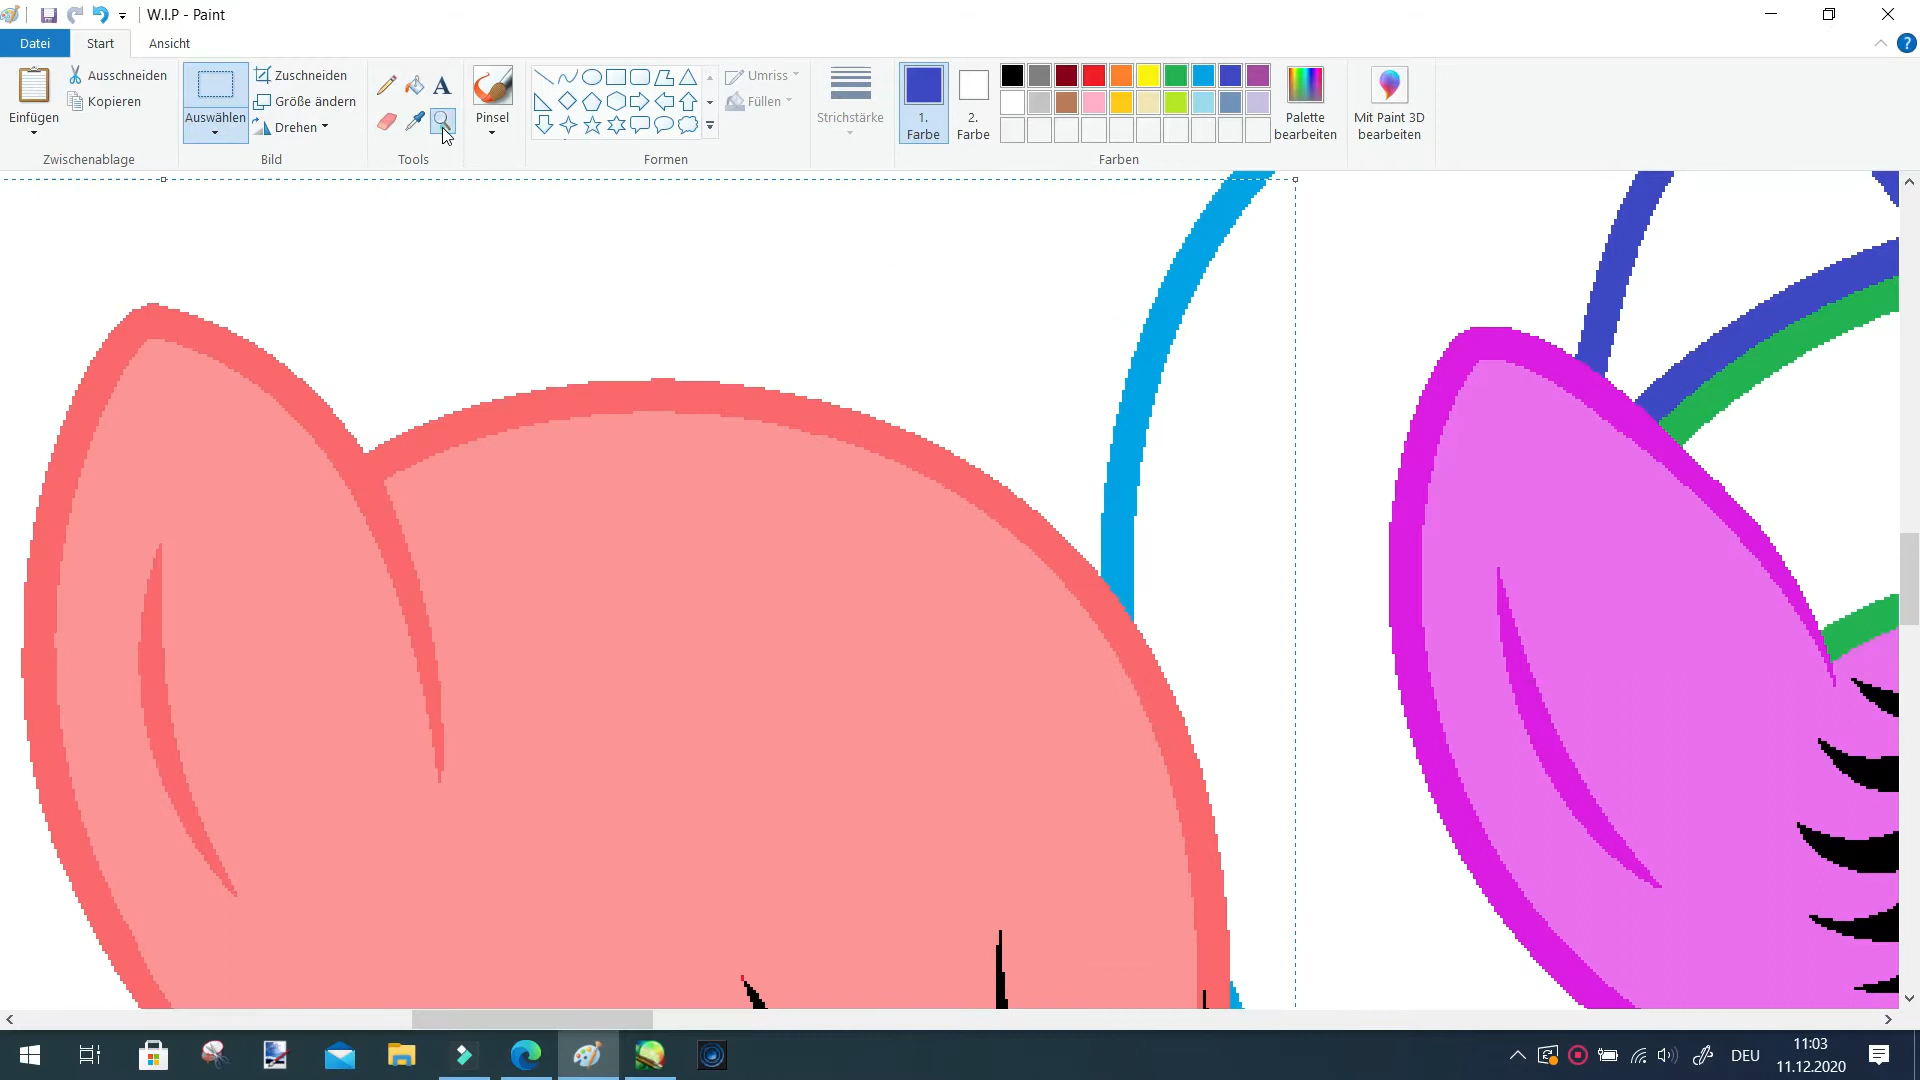 W.I.P - Paint
Datei Start Ansicht
Einfügen
Ausschneiden
Kopieren
Zwischenablage
Auswählen
Zuschneiden
Größe ändern
Drehen
Bild
A
Tools
Pinsel
Formen
Umriss
Füllen
Strichstärke
1.
Farbe
2.
Farbe
Palette
bearbeiten
Farben
Mit Paint 3D
bearbeiten
?
DEU
11:03
11.12.2020